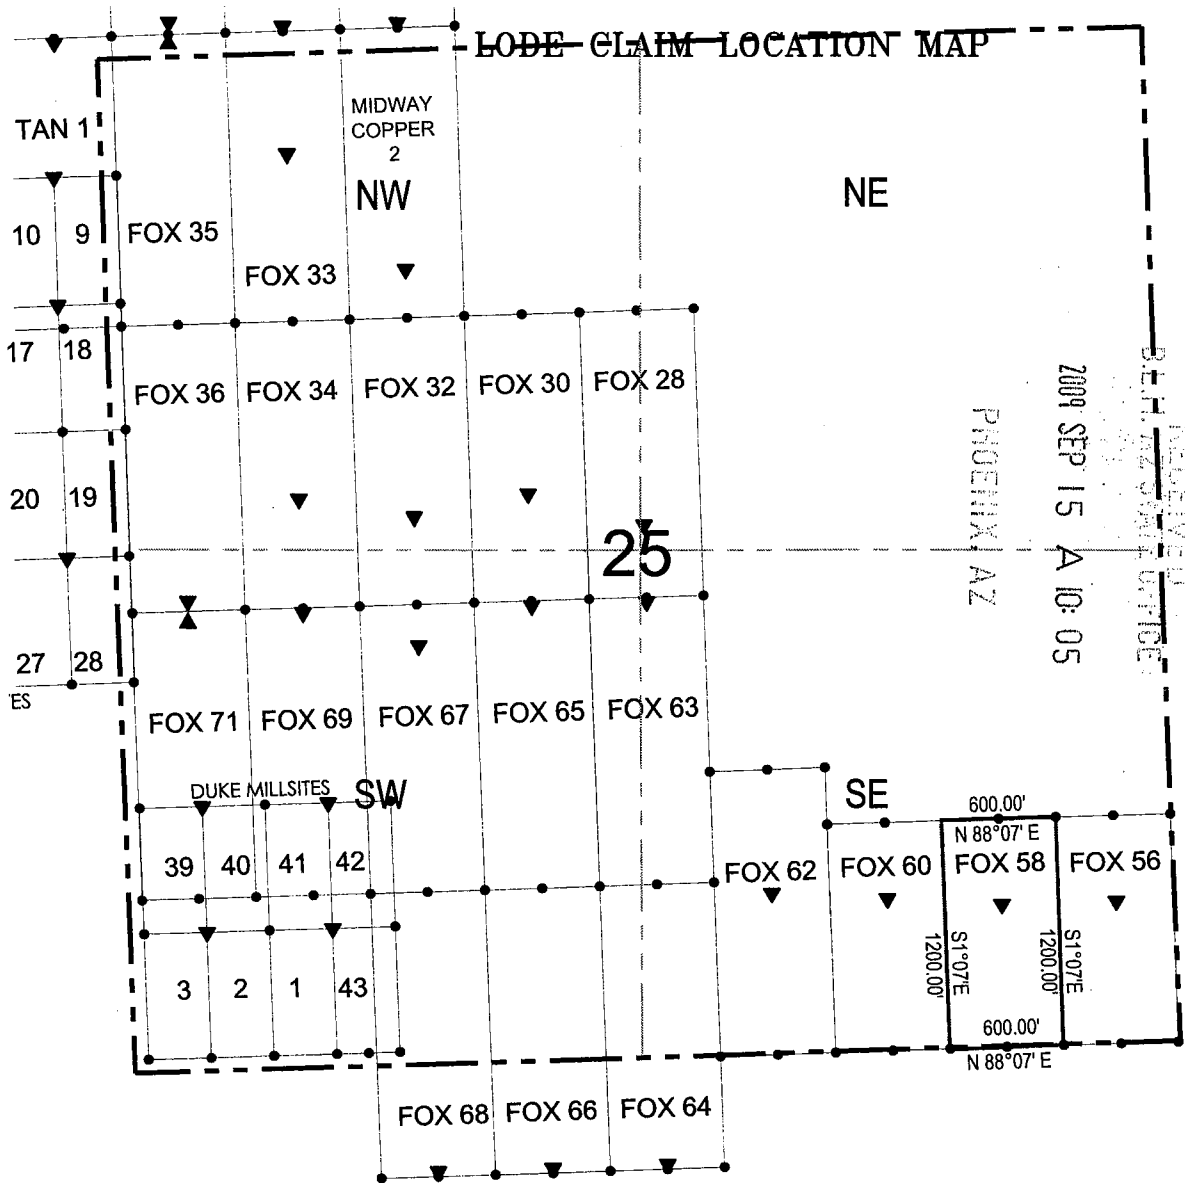 LODE CLAIM LOCATION MAP
MIDWAY
COPPER
2
TAN 1
NW
NE
10
9
FOX 35
FOX 33
17
18
FOX 36
FOX 34
FOX 32
FOX 30
FOX 28
20
19
25
2009 SEP 15 A 10: 05
PHOENIX, AZ
27
28
'ES
FOX 71
FOX 69
FOX 67
FOX 65
FOX 63
DUKE MILLSITES
SW
SE
39
40
41
42
FOX 62
FOX 60
600.00'
N 88°07' E
FOX 58
FOX 56
S1°07'E
1200.00'
S1°07'E
1200.00'
3
2
1
43
600.00'
N 88°07' E
FOX 68
FOX 66
FOX 64